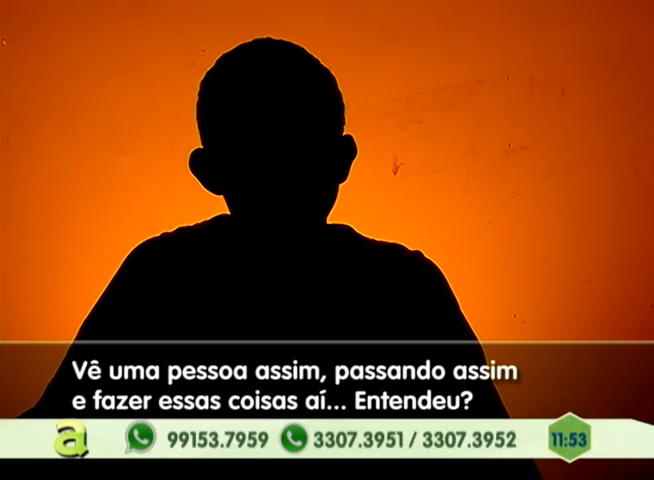 Vê uma pessoa assim, passando assim
e fazer essas coisas aí... Entendeu?
a 99153.7959 3307.3951 / 3307.3952 11:53